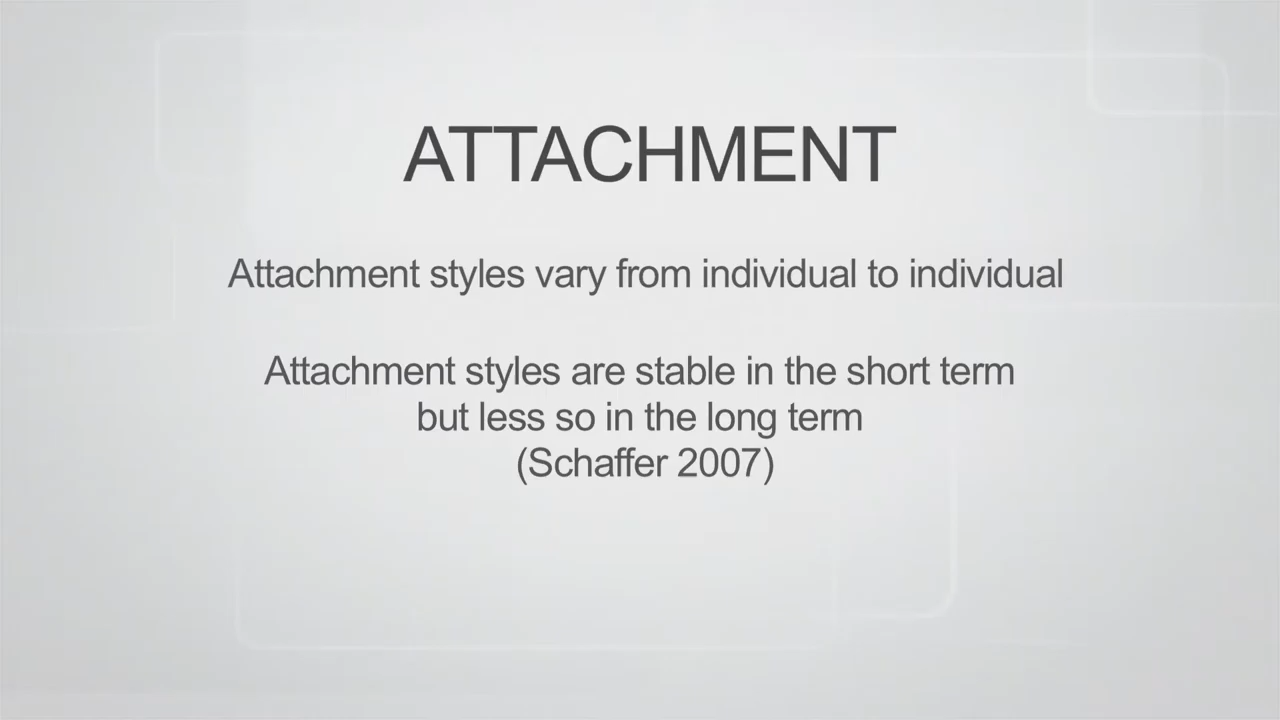 ATTACHMENT
Attachment styles vary from individual to individual
Attachment styles are stable in the short term
but less so in the long term
(Schaffer 2007)